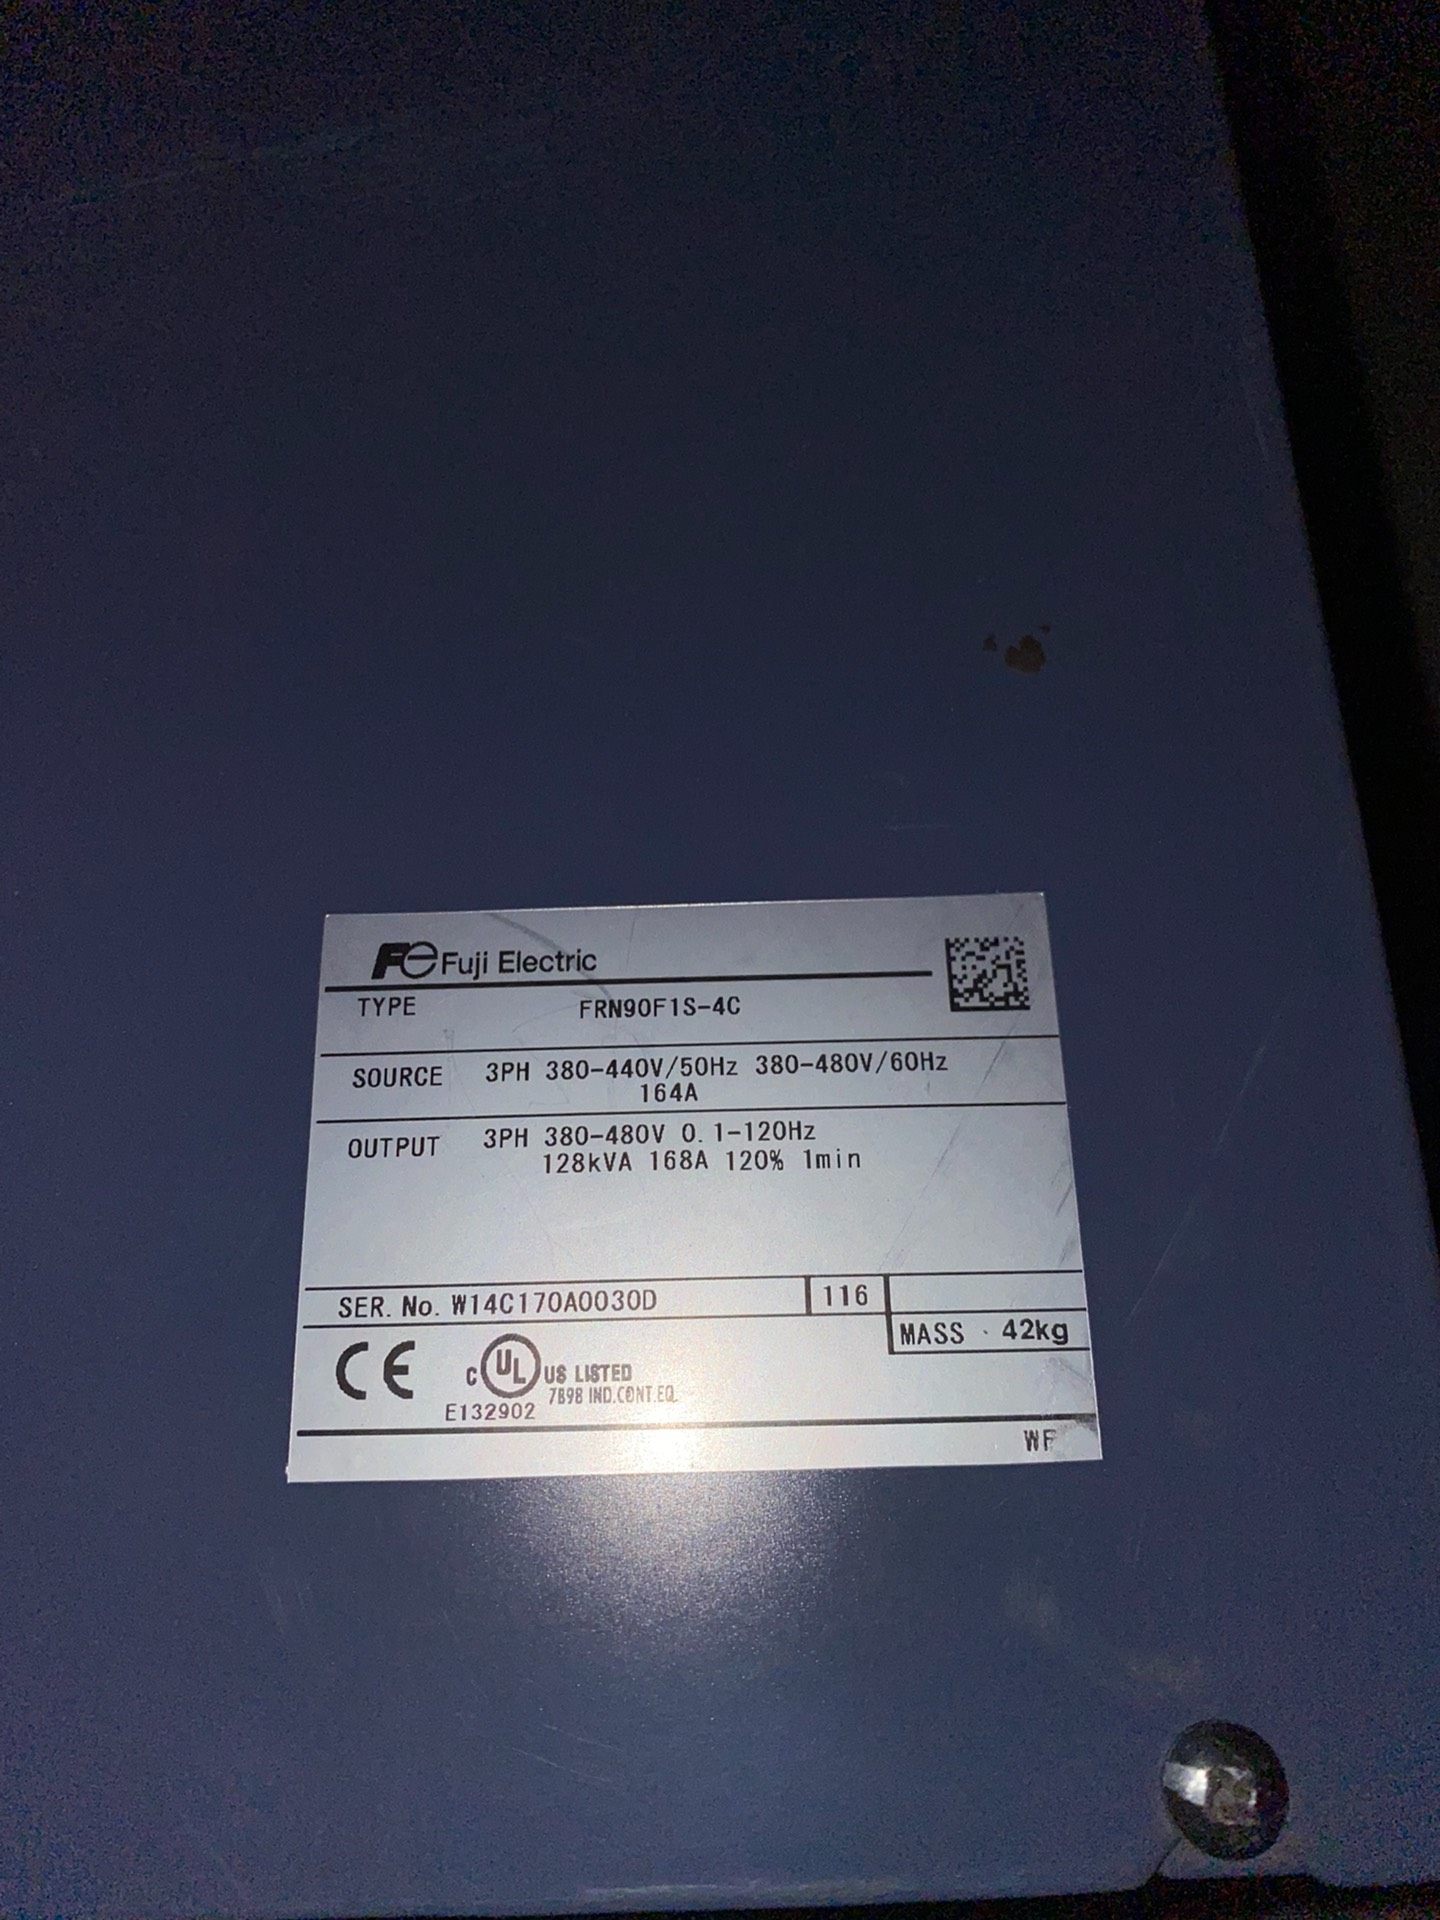 Fe Fuji Electric
TYPE FRN90F1S-4C
SOURCE 3PH 380-440V/50Hz 380-480V/60Hz
164A
OUTPUT 3PH 380-480V 0.1-120Hz
128kVA 168A 120% 1min
SER. No. W14C170A0030D 116
MASS 42kg
CE C UL US LISTED
7B98 IND.CONT.EQ.
E132902
WF